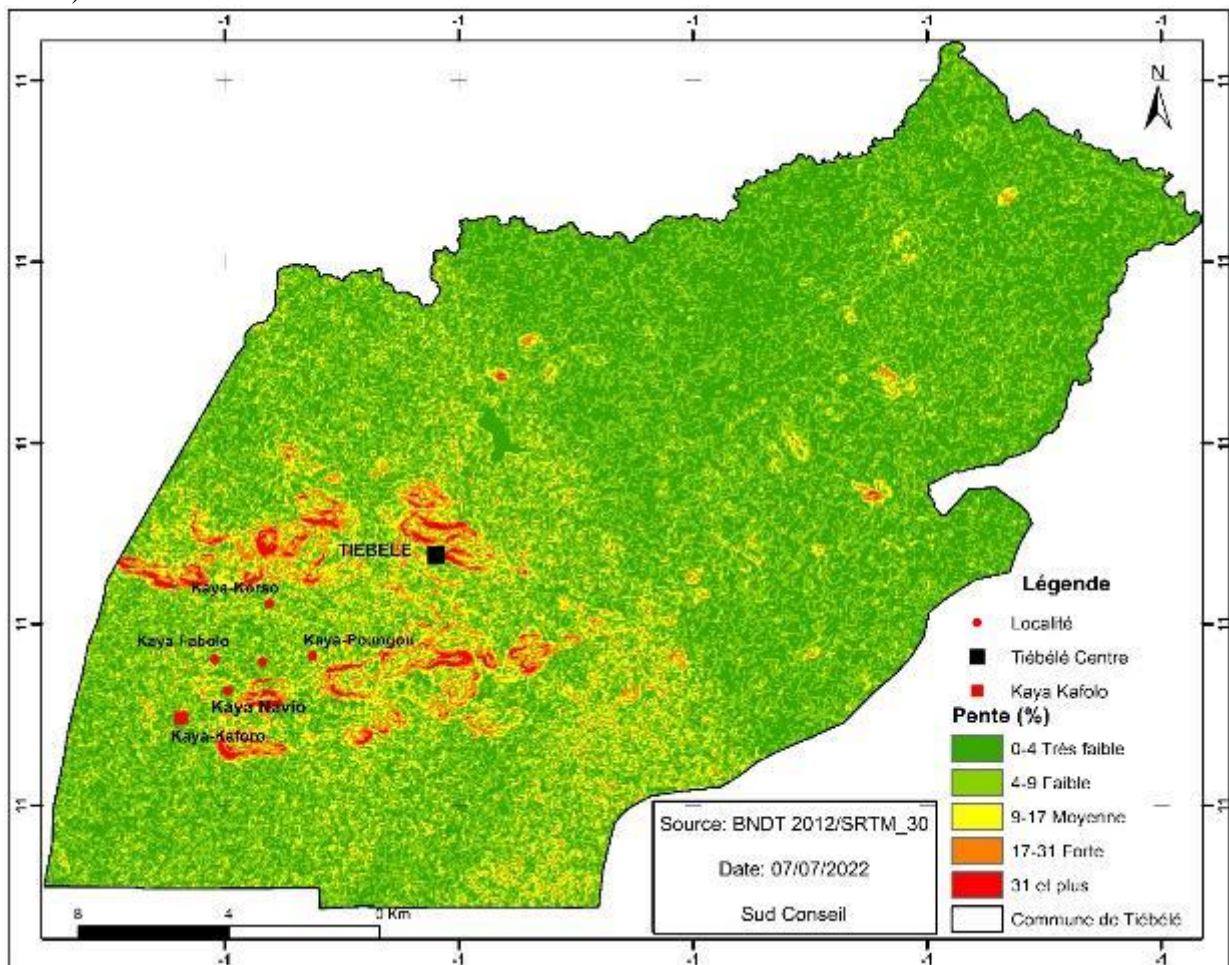 -1 -1 -1 -1 -1
11 11
N
11 11
11 11
TIEBELE
Kaya-Korso
Légende
11 11
Localité
Kaya-Fabolo Kaya-Poungou
Tiébélé Centre
Kaya Kafolo
Kaya Navio
Pente (%)
Kaya-Kaforo
0-4 Très faible
4-9 Faible
11 11
9-17 Moyenne
Source: BNDT 2012/SRTM_30
17-31 Forte
Date: 07/07/2022
31 et plus
Sud Conseil
Commune de Tiébélé
8 4 0 Km
-1 -1 -1 -1 -1